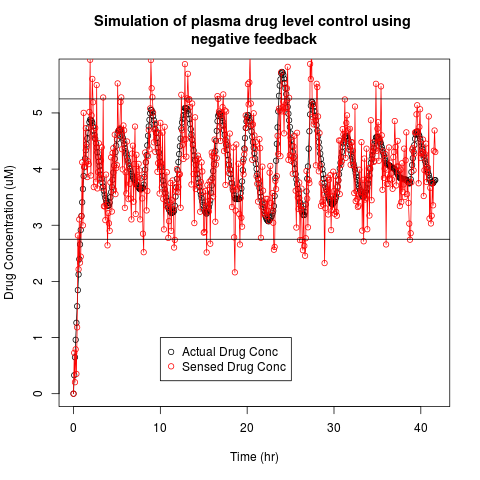 Simulation of plasma drug level control using
negative feedback
Drug Concentration (uM)
5
4
3
2
1
0
Actual Drug Conc
Sensed Drug Conc
0 10 20 30 40
Time (hr)